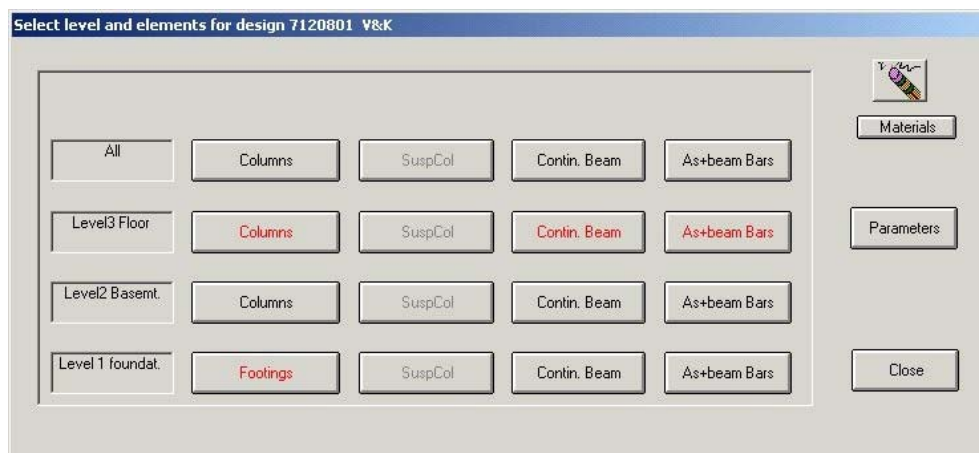 Select level and elements for design 7120801 V&K
Materials
All Columns SuspCol Contin. Beam As+beam Bars
Level3 Floor Columns SuspCol Contin. Beam As+beam Bars Parameters
Level2 Basemt. Columns SuspCol Contin. Beam As+beam Bars
Level 1 foundat. Footings SuspCol Contin. Beam As+beam Bars Close